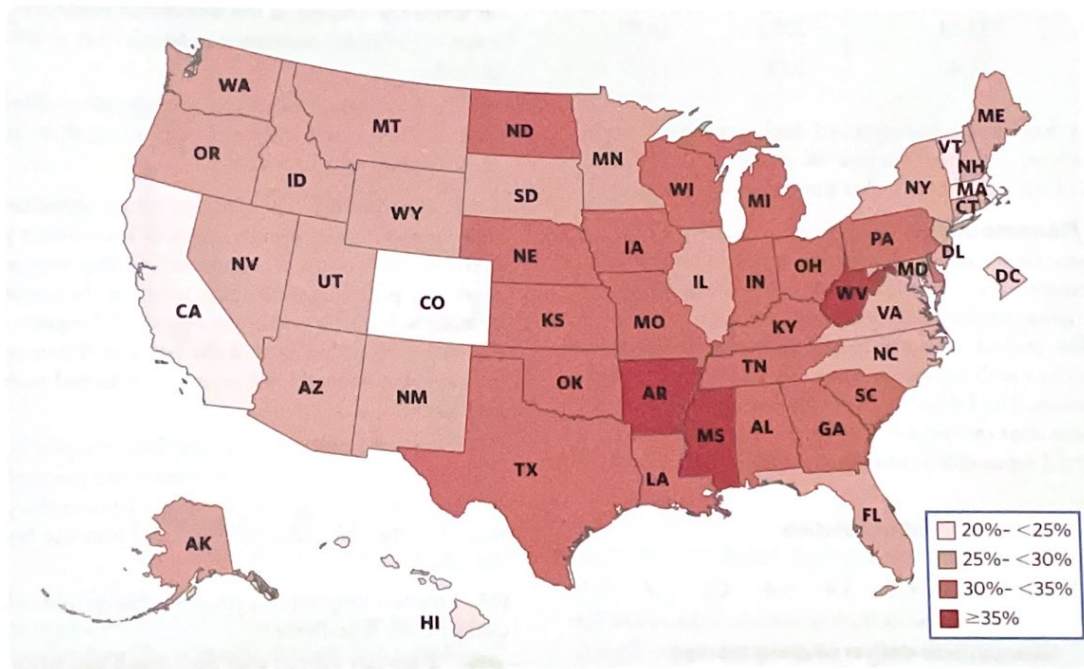 WA
MT
ND
ME
OR
MN
VT
ID
NH
SD
WI
NY
MA
WY
MI
CT
IA
PA
NE
DL
NV
OH
MD
DC
UT
IL
IN
WV
CO
VA
CA
KS
MO
KY
NC
TN
AZ
OK
AR
SC
NM
MS
AL
GA
TX
LA
FL
AK
HI
20%- <25%
25%- <30%
30%- <35%
≥35%